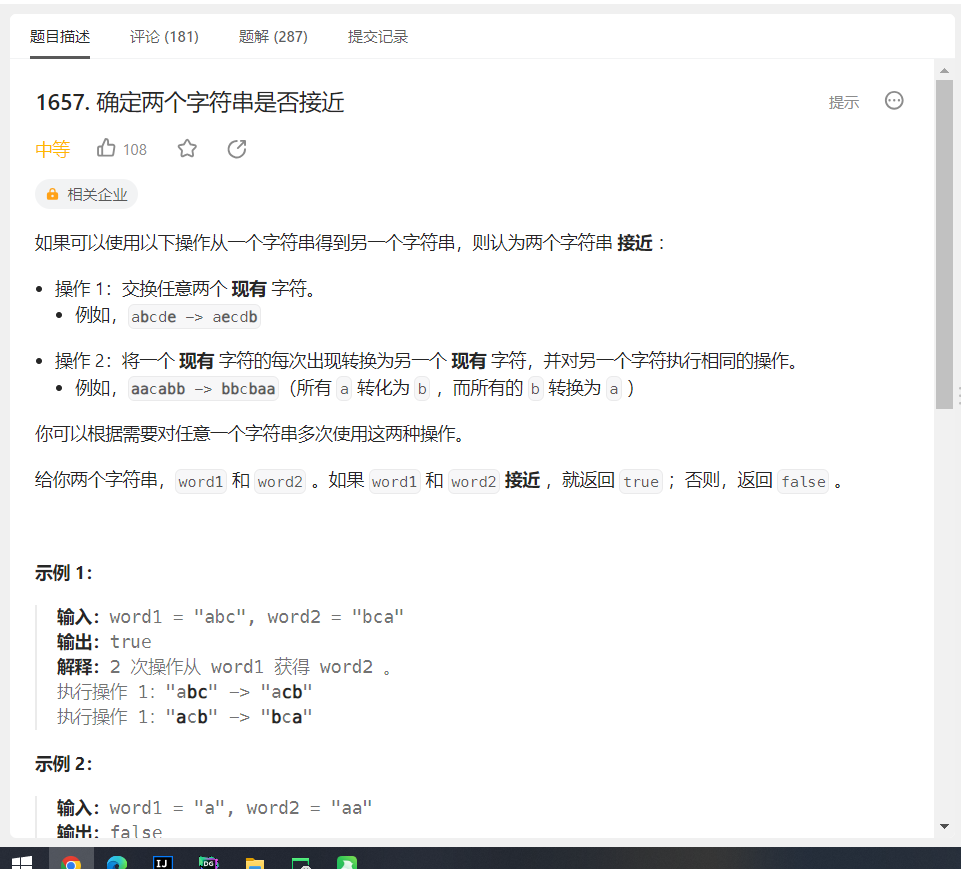 题目描述 评论 (181) 题解 (287) 提交记录
1657. 确定两个字符串是否接近
提示
中等 108
相关企业
如果可以使用以下操作从一个字符串得到另一个字符串，则认为两个字符串 接近 ：
• 操作 1：交换任意两个 现有 字符。
• 例如，abcde -> aecdb
• 操作 2：将一个 现有 字符的每次出现转换为另一个 现有 字符，并对另一个字符执行相同的操作。
• 例如，aacabb -> bbcbaa（所有 a 转化为 b ，而所有的 b 转换为 a ）
你可以根据需要对任意一个字符串多次使用这两种操作。
给你两个字符串，word1 和 word2 。如果 word1 和 word2 接近 ，就返回 true ；否则，返回 false 。
示例 1：
输入：word1 = "abc", word2 = "bca"
输出：true
解释：2 次操作从 word1 获得 word2 。
执行操作 1："abc" -> "acb"
执行操作 1："acb" -> "bca"
示例 2：
输入：word1 = "a", word2 = "aa"
输出：false
IJ DG